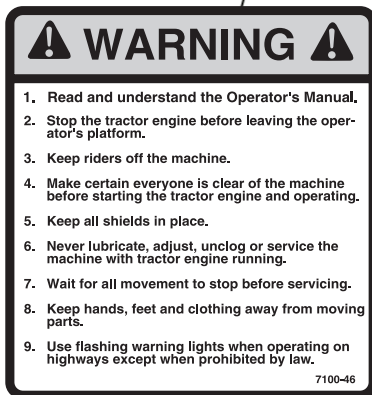 WARNING
1. Read and understand the Operator's Manual.
2. Stop the tractor engine before leaving the oper-
ator's platform.
3. Keep riders off the machine.
4. Make certain everyone is clear of the machine
before starting the tractor engine and operating.
5. Keep all shields in place.
6. Never lubricate, adjust, unclog or service the
machine with tractor engine running.
7. Wait for all movement to stop before servicing.
8. Keep hands, feet and clothing away from moving
parts.
9. Use flashing warning lights when operating on
highways except when prohibited by law.
7100-46